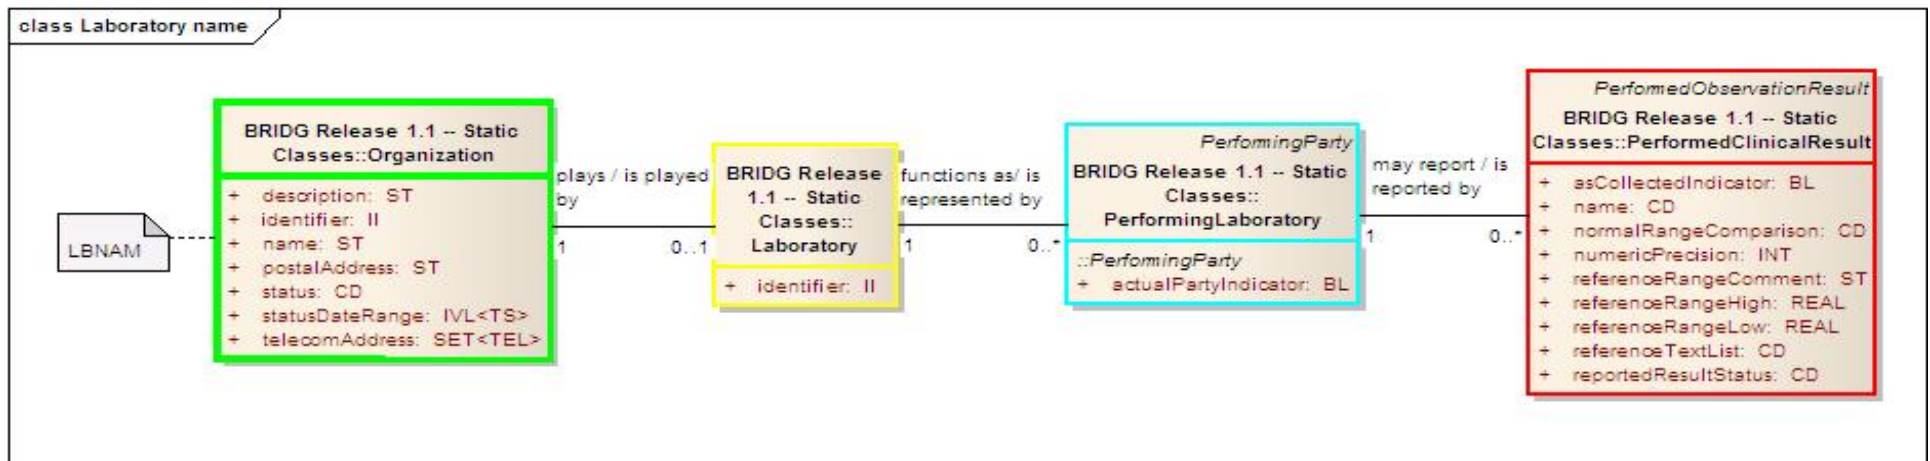 class Laboratory name
LBNAM
BRIDG Release 1.1 -- Static
Classes::Organization
+ description: ST
+ identifier: II
+ name: ST
+ postalAddress: ST
+ status: CD
+ statusDateRange: IVL<TS>
+ telecomAddress: SET<TEL>
plays / is played
by
1
0..1
BRIDG Release
1.1 -- Static
Classes::
Laboratory
+ identifier: II
functions as/ is
represented by
1
0..*
PerformingParty
BRIDG Release 1.1 -- Static
Classes::
PerformingLaboratory
::PerformingParty
+ actualPartyIndicator: BL
may report / is
reported by
1
0..*
PerformedObservationResult
BRIDG Release 1.1 -- Static
Classes::PerformedClinicalResult
+ asCollectedIndicator: BL
+ name: CD
+ normalRangeComparison: CD
+ numericPrecision: INT
+ referenceRangeComment: ST
+ referenceRangeHigh: REAL
+ referenceRangeLow: REAL
+ referenceTextList: CD
+ reportedResultStatus: CD